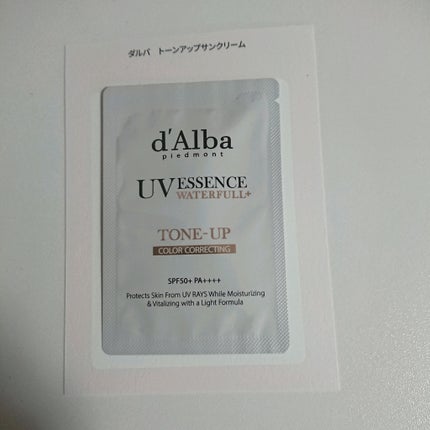 ダルバ　トーンアップサンクリーム
d'Alba
piedmont
UV ESSENCE
WATERFULL+
TONE-UP
COLOR CORRECTING
SPF50+ PA++++
Protects Skin From UV RAYS While Moisturizing
& Vitalizing with a Light Formula